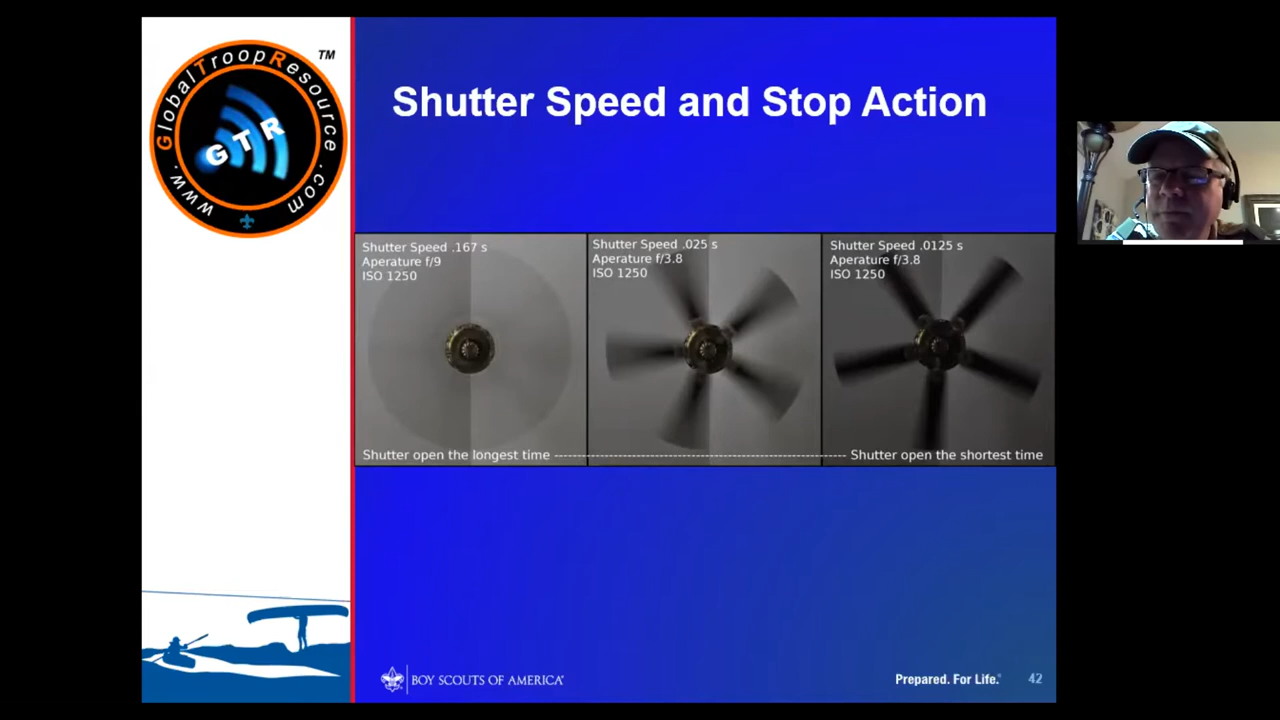 www.GlobalTroopResource.com
TM
GTR
Shutter Speed and Stop Action
Shutter Speed .167 s
Aperature f/9
ISO 1250
Shutter Speed .025 s
Aperature f/3.8
ISO 1250
Shutter Speed .0125 s
Aperature f/3.8
ISO 1250
Shutter open the longest time ------------------------------------------------------------------------- Shutter open the shortest time
BOY SCOUTS OF AMERICA®
Prepared. For Life.®
42